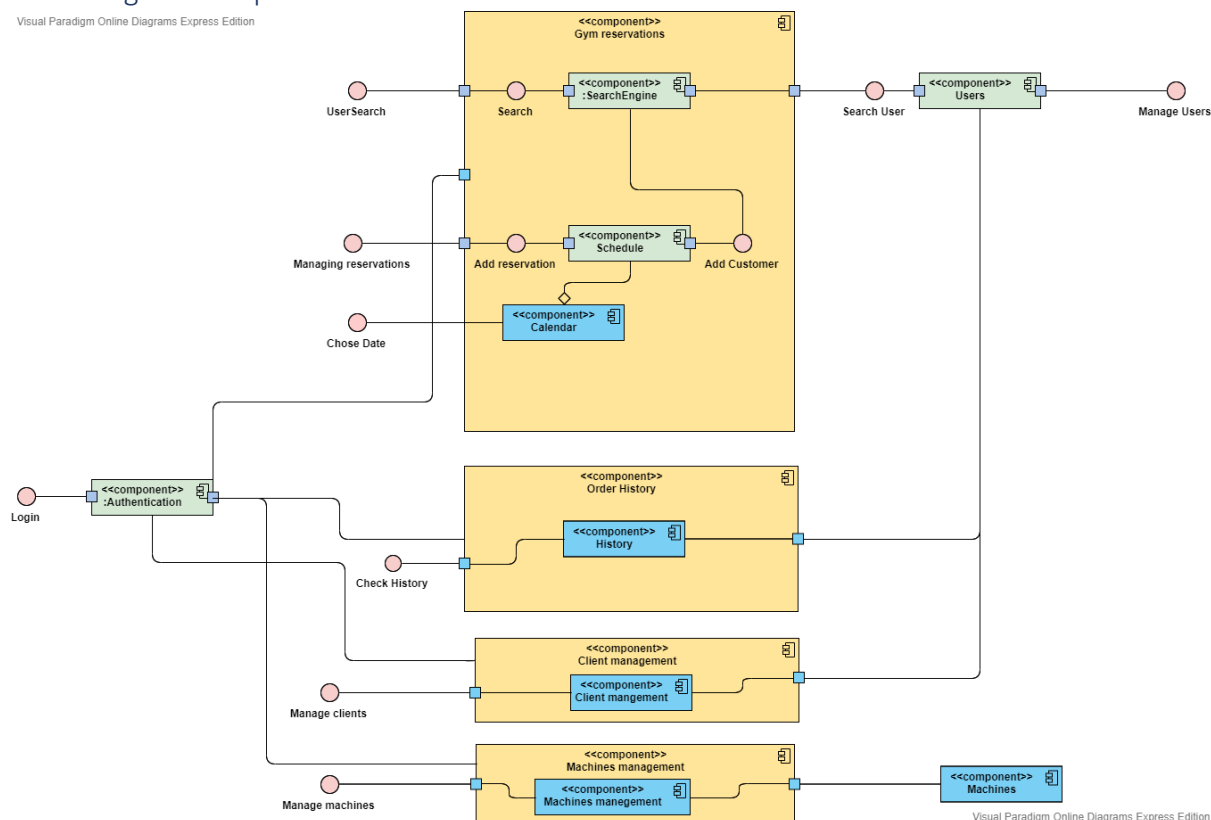 Visual Paradigm Online Diagrams Express Edition
<<component>>
Gym reservations
<<component>>
:SearchEngine
<<component>>
Users
UserSearch
Search
Search User
Manage Users
<<component>>
Schedule
Managing reservations
Add reservation
Add Customer
<<component>>
Calendar
Chose Date
<<component>>
Order History
<<component>>
:Authentication
Login
<<component>>
History
Check History
<<component>>
Client management
<<component>>
Client mangement
Manage clients
<<component>>
Machines management
<<component>>
Machines
<<component>>
Machines manegement
Manage machines
Visual Paradigm Online Diagrams Express Edition